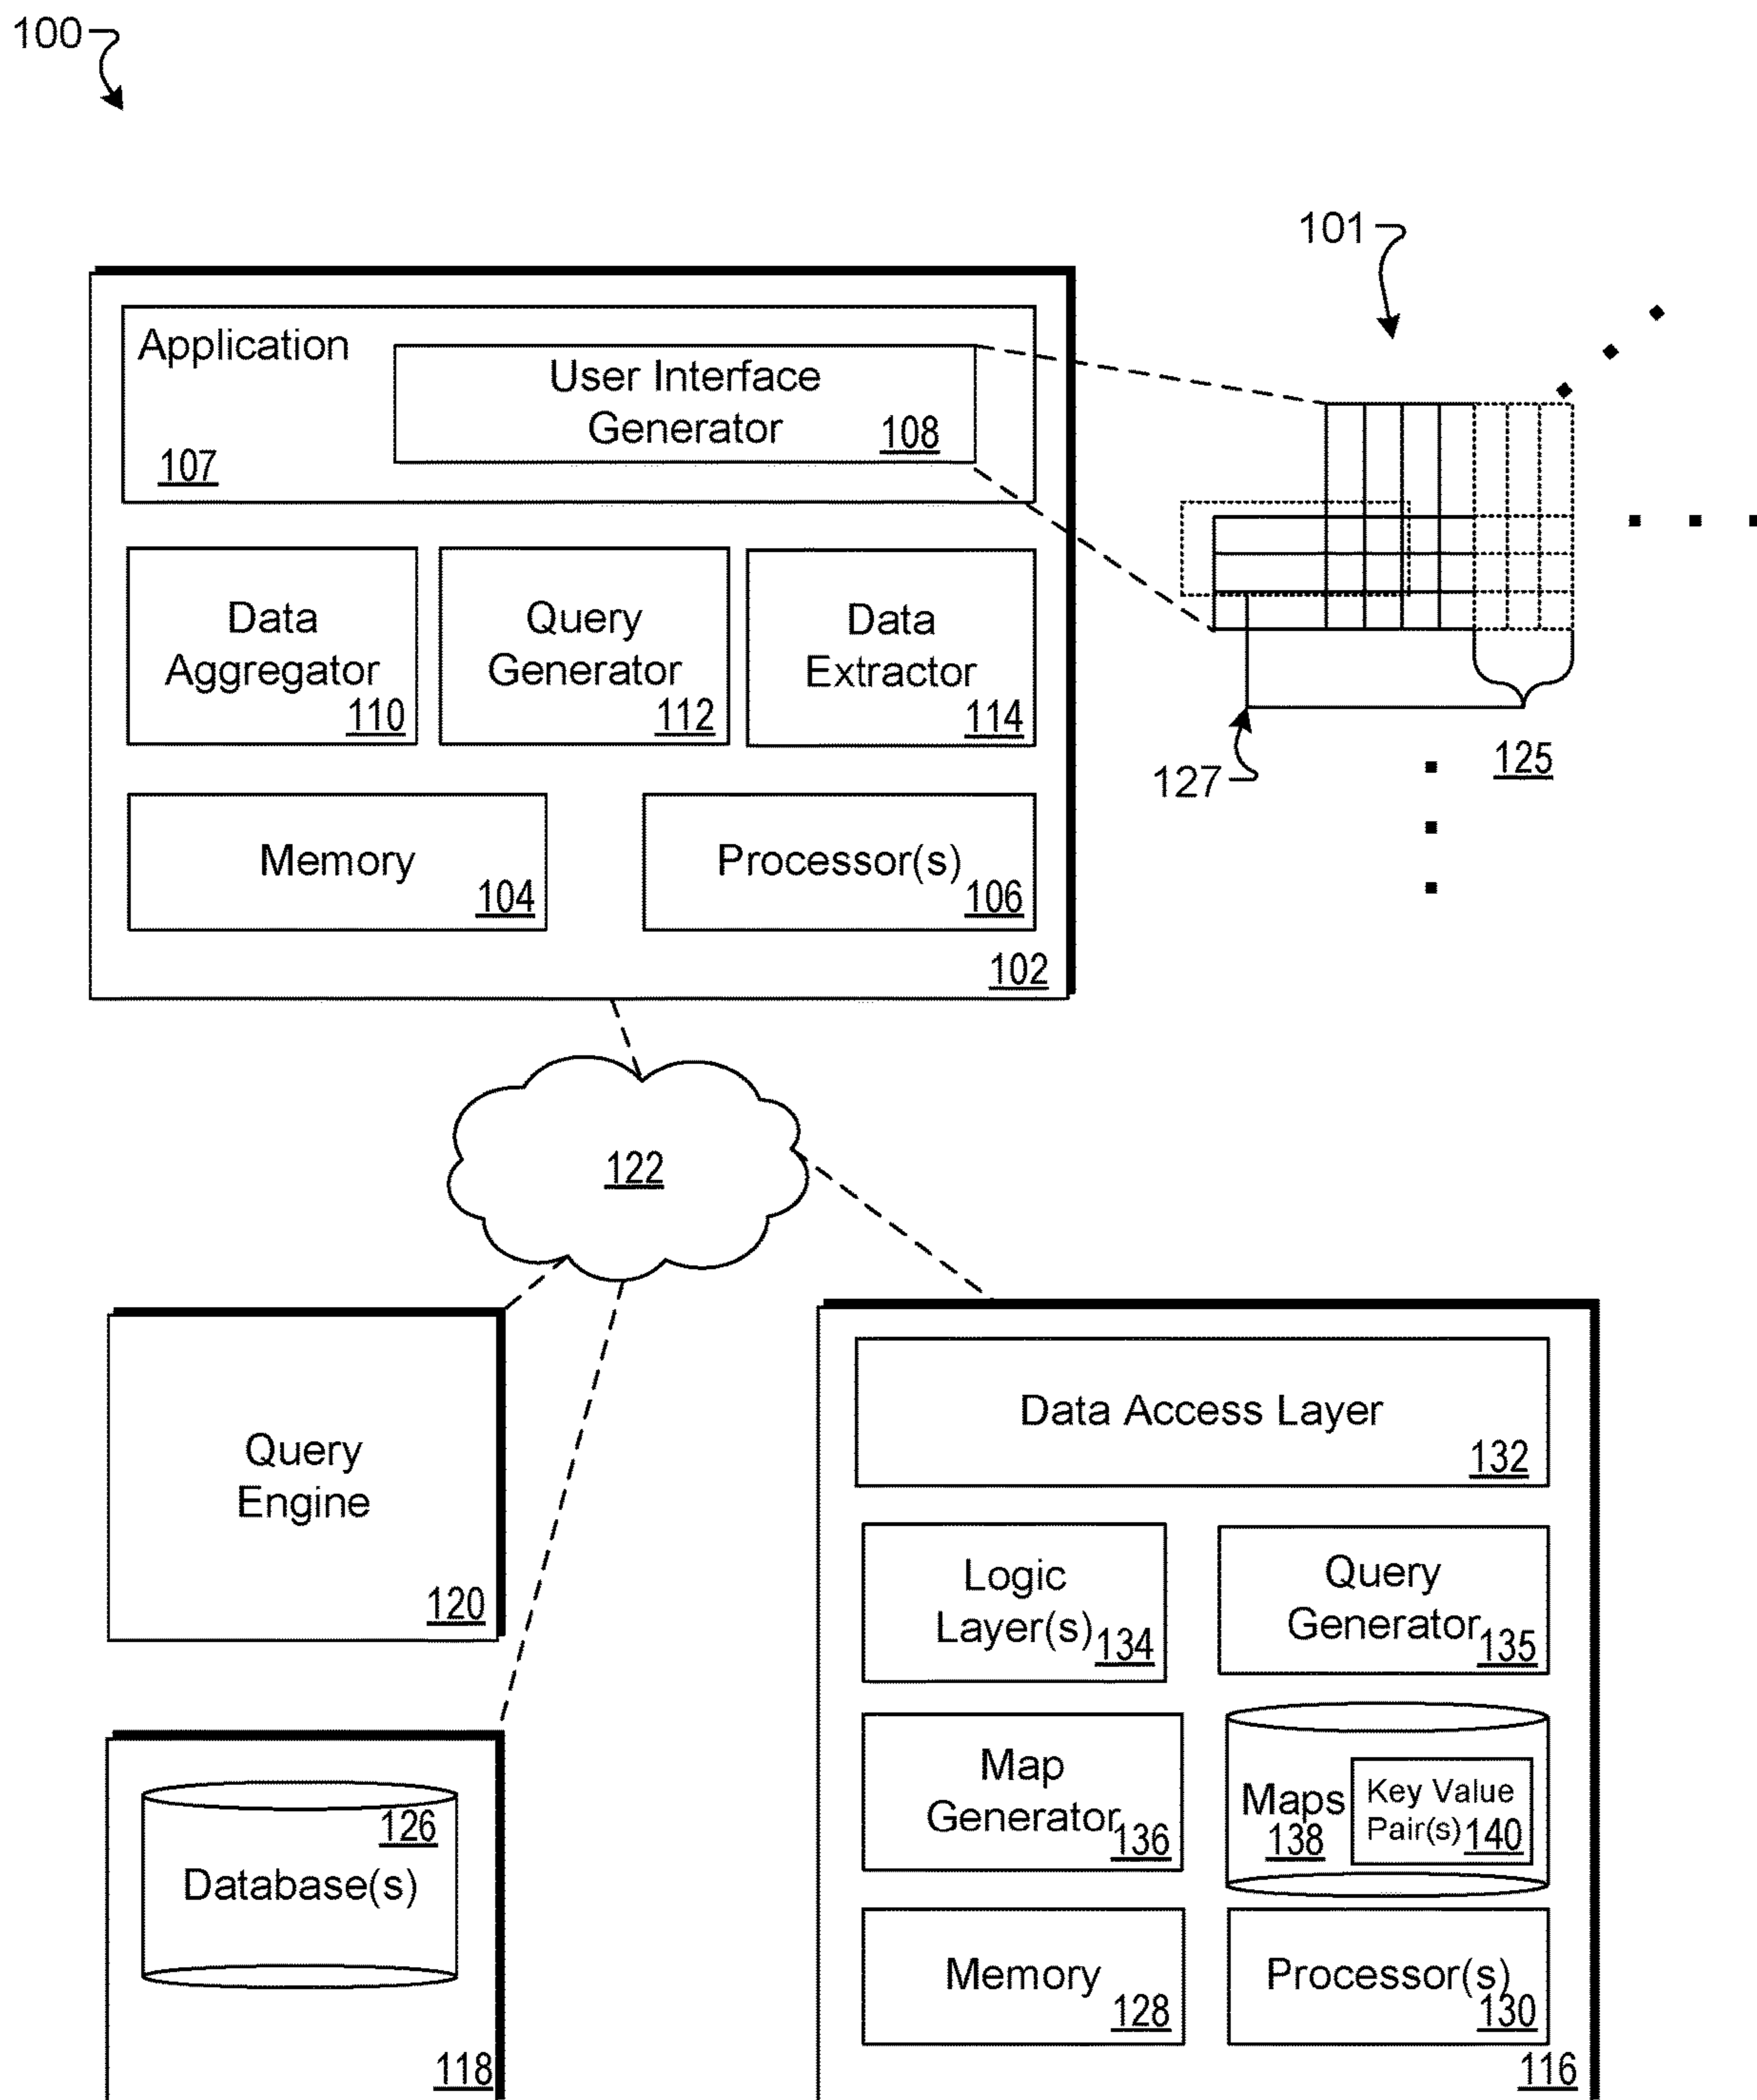 100
101
Application
User Interface
Generator
108
107
Data
Aggregator
110
Query
Generator
112
Data
Extractor
114
127
125
Memory
104
Processor(s)
106
102
122
Query
Engine
120
Data Access Layer
132
Logic
Layer(s)
134
Query
Generator
135
Map
Generator
136
Maps
138
Key Value
Pair(s)
140
126
Database(s)
118
Memory
128
Processor(s)
130
116